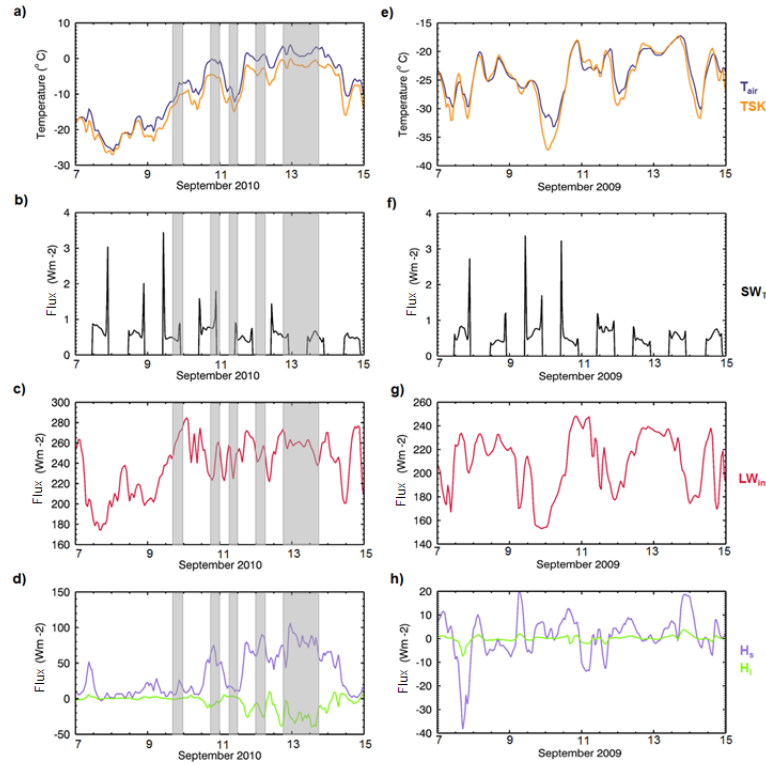 a)
Temperature (° C)
10
0
-10
-20
-30
7 9 11 13 15
September 2010
e)
Temperature (° C)
-15
-20
-25
-30
-35
-40
7 9 11 13 15
September 2009
Tair
TSK
b)
Flux (Wm -2)
4
3
2
1
0
7 9 11 13 15
September 2010
f)
Flux (Wm -2)
4
3
2
1
0
7 9 11 13 15
September 2009
SW↑
c)
Flux (Wm -2)
300
280
260
240
220
200
180
160
7 9 11 13 15
September 2010
g)
Flux (Wm -2)
260
240
220
200
180
160
140
7 9 11 13 15
September 2009
LWin
d)
Flux (Wm -2)
150
100
50
0
-50
7 9 11 13 15
September 2010
h)
Flux (Wm -2)
20
10
0
-10
-20
-30
-40
7 9 11 13 15
September 2009
Hs
Hl